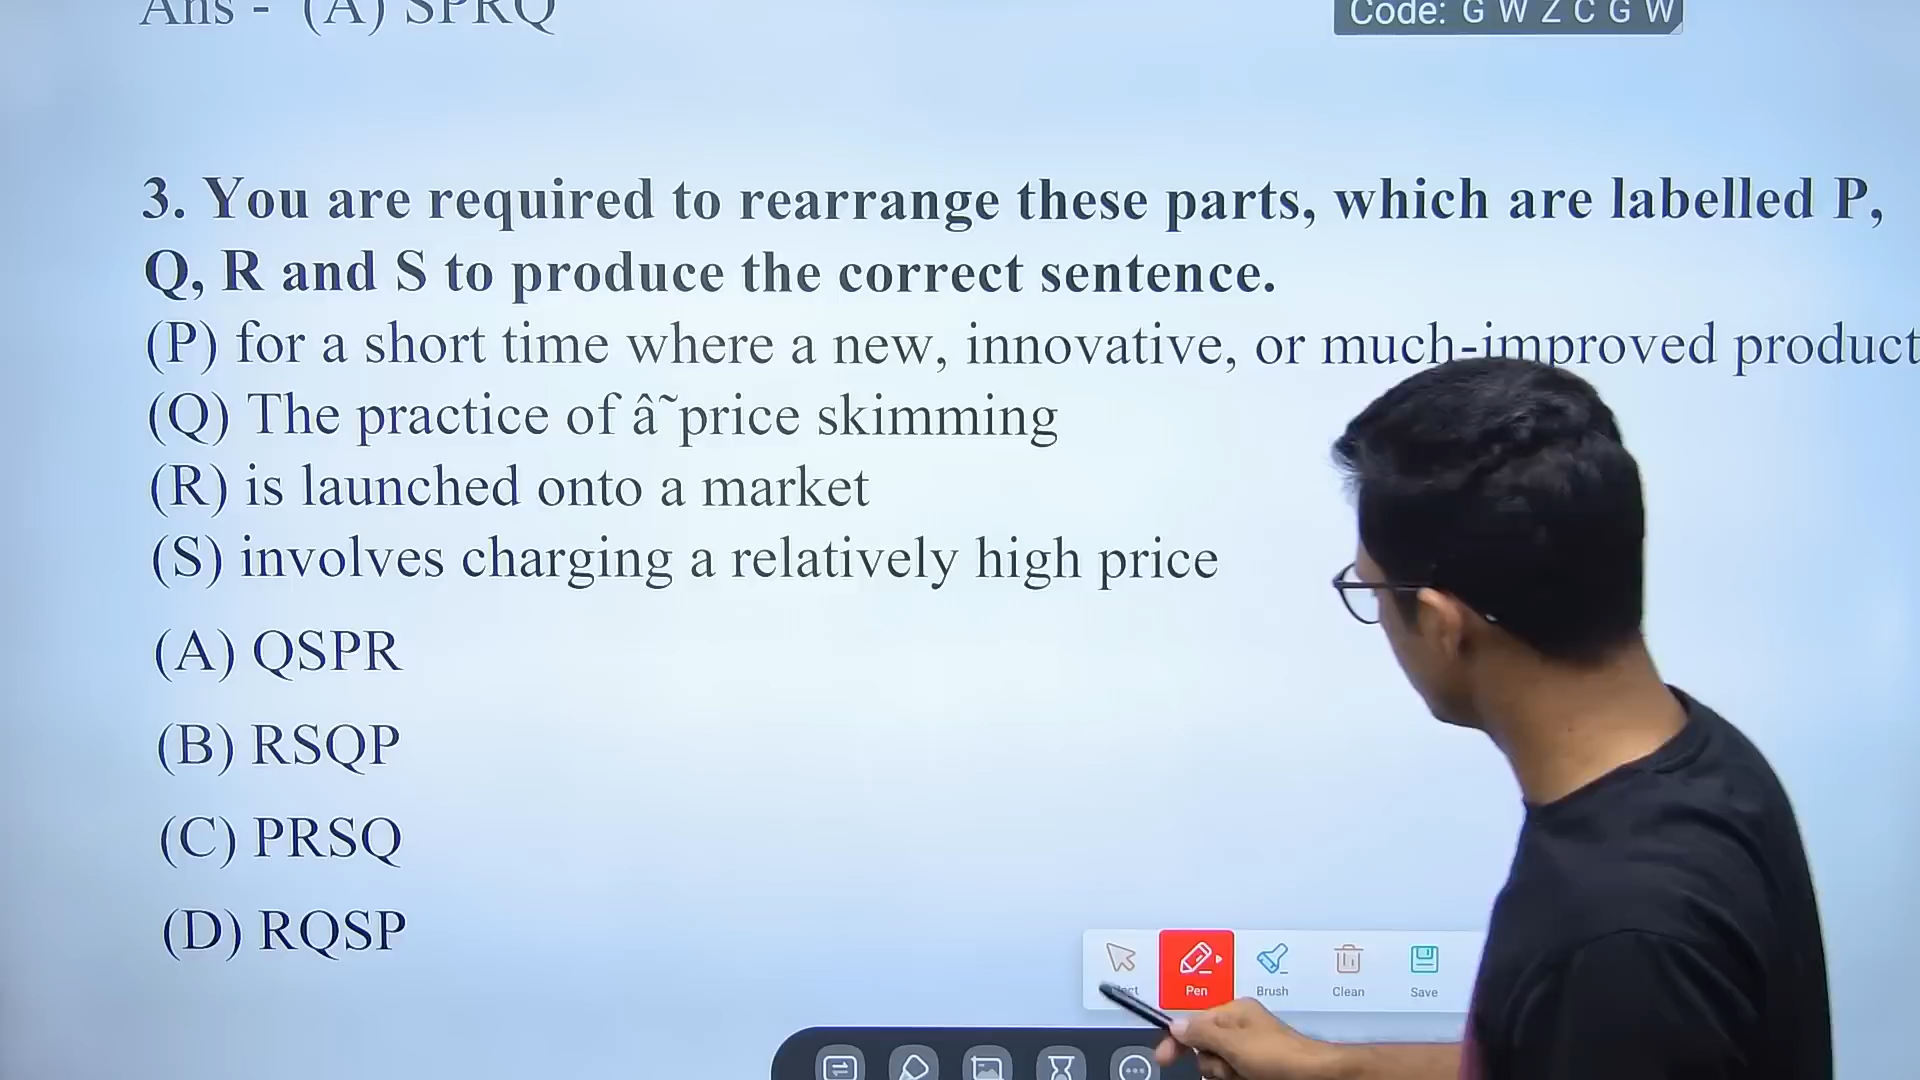 Ans - (A) SPRQ
Code: G W Z C G W
3. You are required to rearrange these parts, which are labelled P,
Q, R and S to produce the correct sentence.
(P) for a short time where a new, innovative, or much-improved product
(Q) The practice of â˜price skimming
(R) is launched onto a market
(S) involves charging a relatively high price
(A) QSPR
(B) RSQP
(C) PRSQ
(D) RQSP
Pen
Brush
Clean
Save